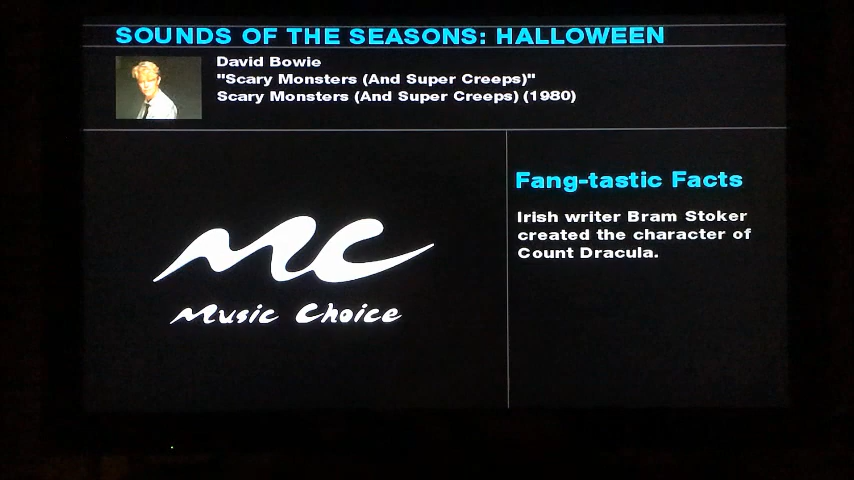 SOUNDS OF THE SEASONS: HALLOWEEN
David Bowie
"Scary Monsters (And Super Creeps)"
Scary Monsters (And Super Creeps) (1980)
MC
Music Choice
Fang-tastic Facts
Irish writer Bram Stoker
created the character of
Count Dracula.